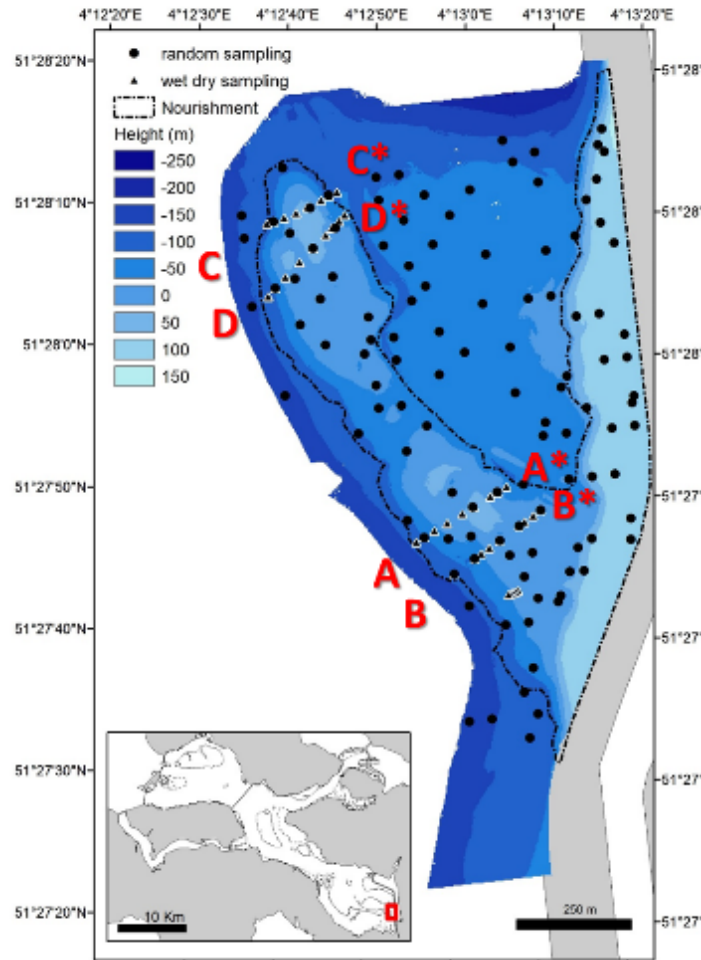 4°12'20"E 4°12'30"E 4°12'40"E 4°12'50"E 4°13'0"E 4°13'10"E 4°13'20"E
51°28'20"N
random sampling
wet dry sampling
Nourishment
Height (m)
-250
-200
-150
-100
-50
0
50
100
150
51°28'
C*
51°28'10"N
51°28'
D*
C
D
51°28'0"N
51°28'
A*
51°27'50"N
51°27'
B*
A
B
51°27'40"N
51°27'
51°27'30"N
51°27'
10 Km
250 m
51°27'20"N
51°27'